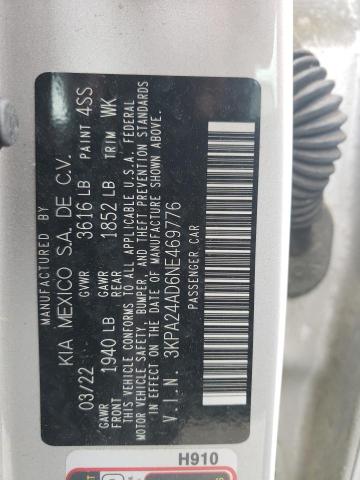 MANUFACTURED BY
KIA MEXICO S.A. DE C.V.
03/22 GVWR 3616 LB PAINT 4SS
GAWR FRONT 1940 LB GAWR REAR 1852 LB TRIM WK
THIS VEHICLE CONFORMS TO ALL APPLICABLE U.S.A. FEDERAL
MOTOR VEHICLE SAFETY, BUMPER, AND THEFT PREVENTION STANDARDS
IN EFFECT ON THE DATE OF MANUFACTURE SHOWN ABOVE.
V.I.N. 3KPA24AD6NE469776
PASSENGER CAR
H910